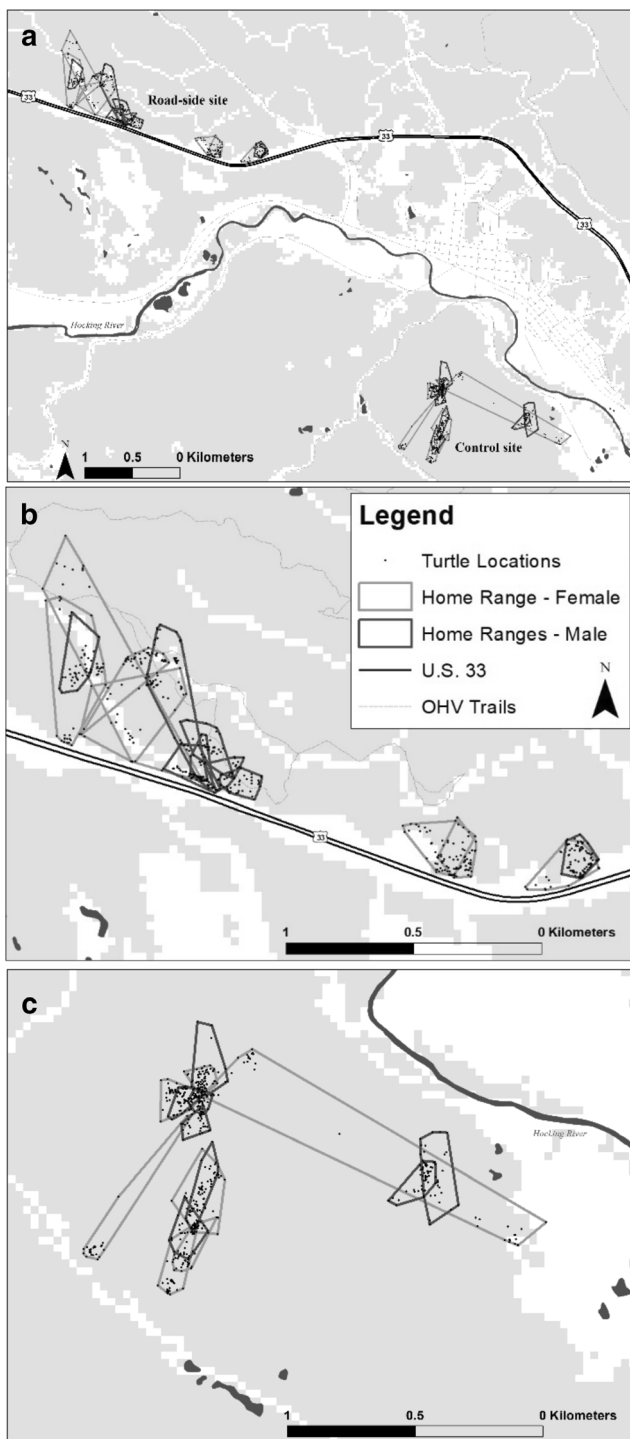 a
33
Road-side site
33
33
Hocking River
N
Control site
1 0.5 0 Kilometers
b
Legend
Turtle Locations
Home Range - Female
Home Ranges - Male
U.S. 33
OHV Trails
N
33
1 0.5 0 Kilometers
c
Hocking River
1 0.5 0 Kilometers